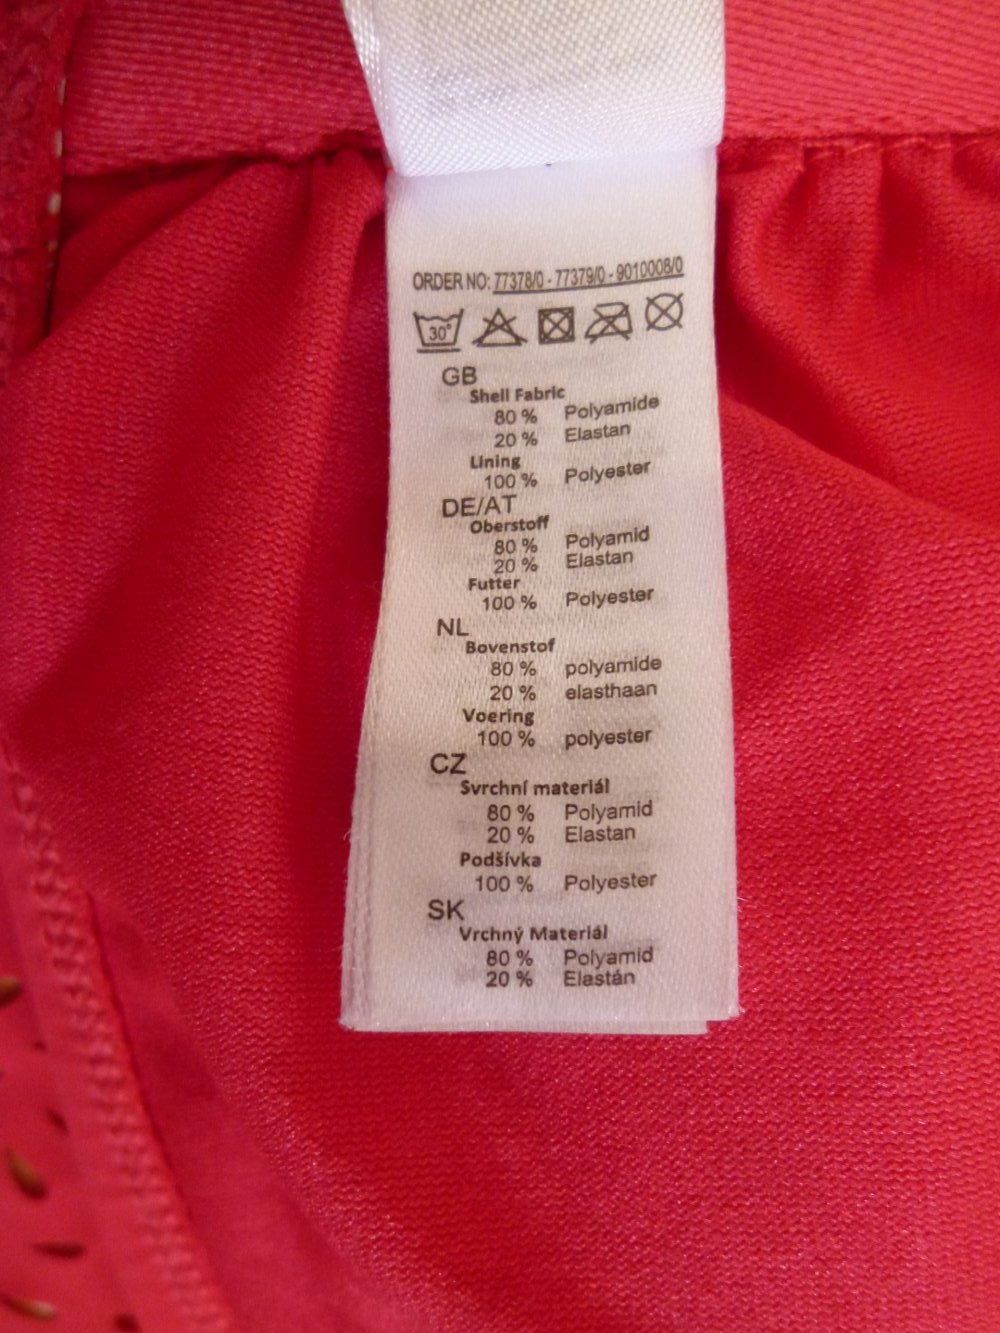 ORDER NO: 77378/0 - 77379/0 - 9010008/0
30°
GB
Shell Fabric
80 % Polyamide
20 % Elastan
Lining
100 % Polyester
DE/AT
Oberstoff
80 % Polyamid
20 % Elastan
Futter
100 % Polyester
NL
Bovenstof
80 % polyamide
20 % elasthaan
Voering
100 % polyester
CZ
Svrchní materiál
80 % Polyamid
20 % Elastan
Podšívka
100 % Polyester
SK
Vrchný Materiál
80 % Polyamid
20 % Elastán